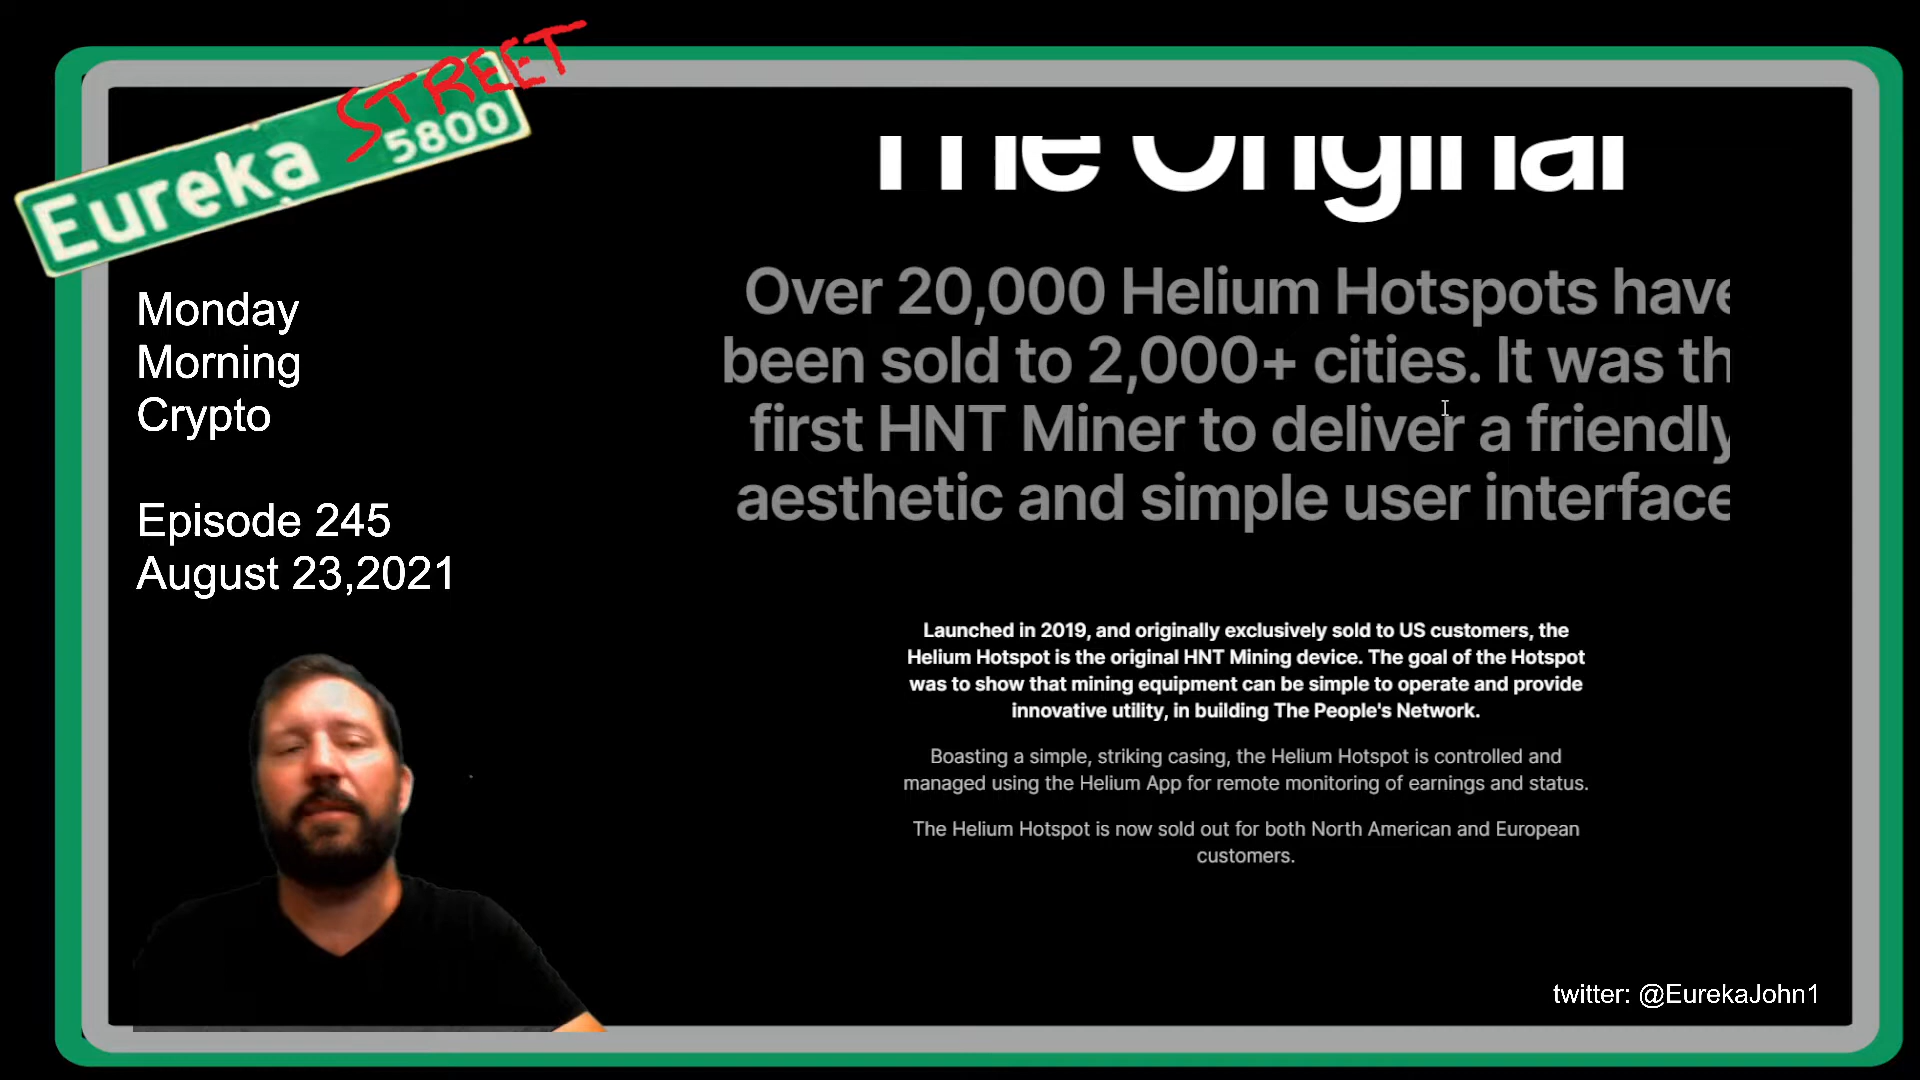 Eureka STREET
5800
Monday
Morning
Crypto
Episode 245
August 23,2021
The Original
Over 20,000 Helium Hotspots have
been sold to 2,000+ cities. It was th
first HNT Miner to deliver a friendly
aesthetic and simple user interface
Launched in 2019, and originally exclusively sold to US customers, the
Helium Hotspot is the original HNT Mining device. The goal of the Hotspot
was to show that mining equipment can be simple to operate and provide
innovative utility, in building The People's Network.
Boasting a simple, striking casing, the Helium Hotspot is controlled and
managed using the Helium App for remote monitoring of earnings and status.
The Helium Hotspot is now sold out for both North American and European
customers.
twitter: @EurekaJohn1